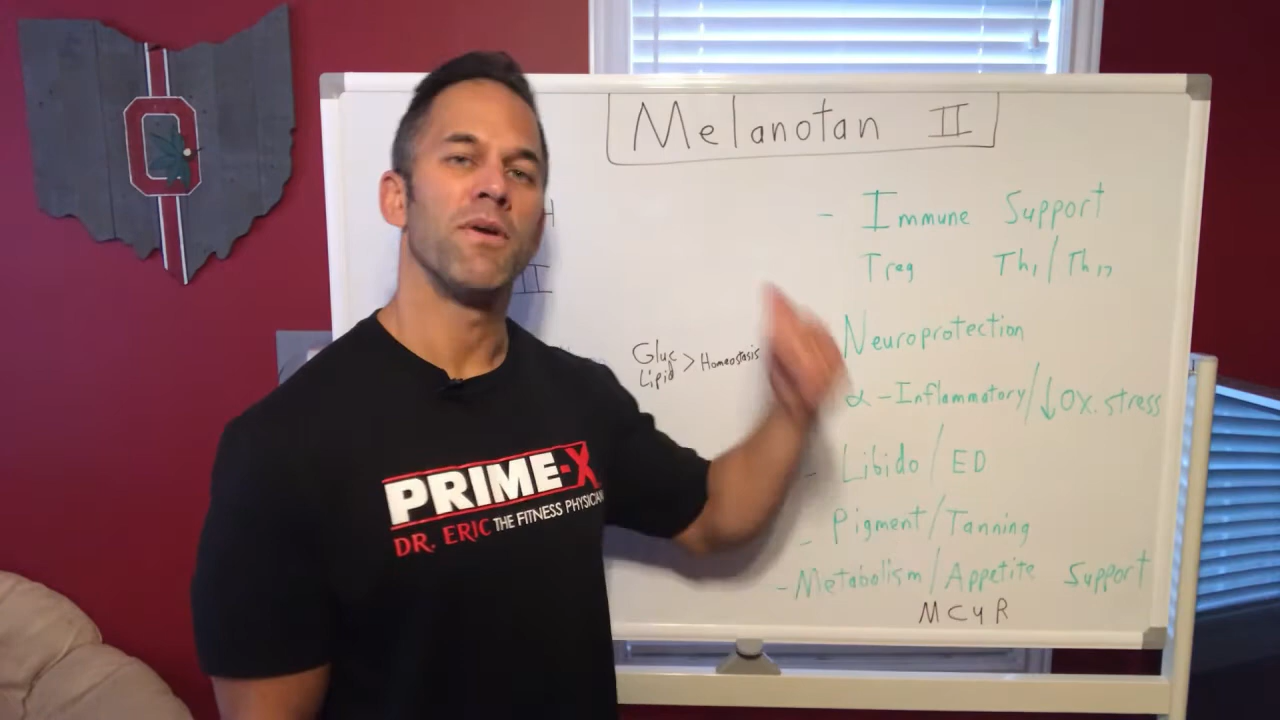 Melanotan II
- Immune Support
Treg Th1/Th17
Neuroprotection
Gluc
Lipid > Homeostasis
α-Inflammatory/↓Ox. stress
- Libido/ED
- Pigment/Tanning
- Metabolism/Appetite Support
MC4R
O
II
PRIME-X
DR. ERIC THE FITNESS PHYSICIAN